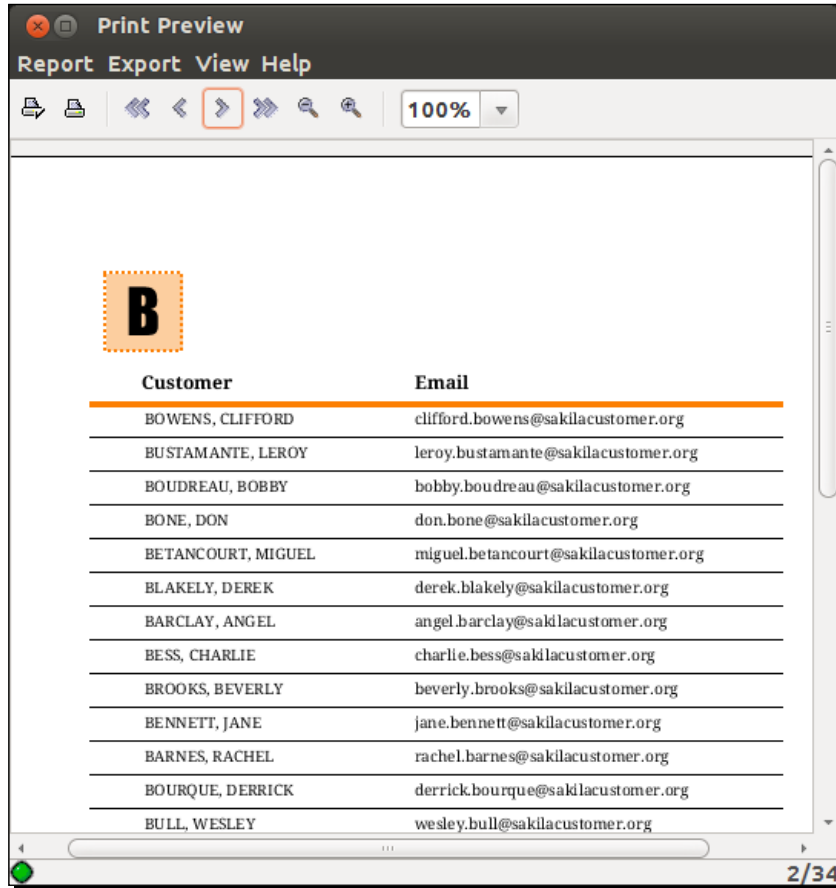 Print Preview
Report Export View Help
100%
B
Customer Email
BOWENS, CLIFFORD clifford.bowens@sakilacustomer.org
BUSTAMANTE, LEROY leroy.bustamante@sakilacustomer.org
BOUDREAU, BOBBY bobby.boudreau@sakilacustomer.org
BONE, DON don.bone@sakilacustomer.org
BETANCOURT, MIGUEL miguel.betancourt@sakilacustomer.org
BLAKELY, DEREK derek.blakely@sakilacustomer.org
BARCLAY, ANGEL angel.barclay@sakilacustomer.org
BESS, CHARLIE charlie.bess@sakilacustomer.org
BROOKS, BEVERLY beverly.brooks@sakilacustomer.org
BENNETT, JANE jane.bennett@sakilacustomer.org
BARNES, RACHEL rachel.barnes@sakilacustomer.org
BOURQUE, DERRICK derrick.bourque@sakilacustomer.org
BULL, WESLEY wesley.bull@sakilacustomer.org
2/34